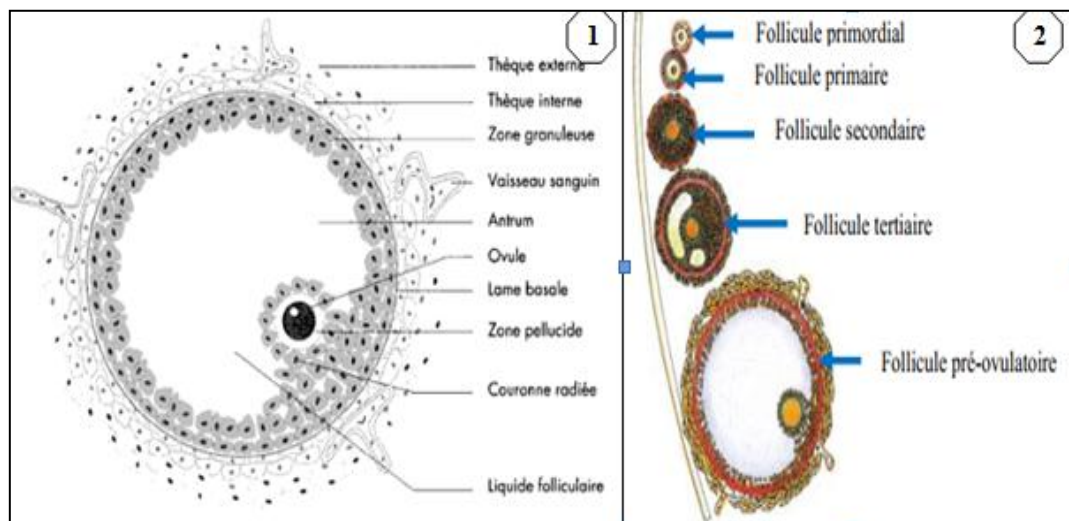 1
Thèque externe
Thèque interne
Zone granuleuse
Vaisseau sanguin
Antrum
Ovule
Lame basale
Zone pellucide
Couronne radiée
Liquide folliculaire
2
Follicule primordial
Follicule primaire
Follicule secondaire
Follicule tertiaire
Follicule pré-ovulatoire